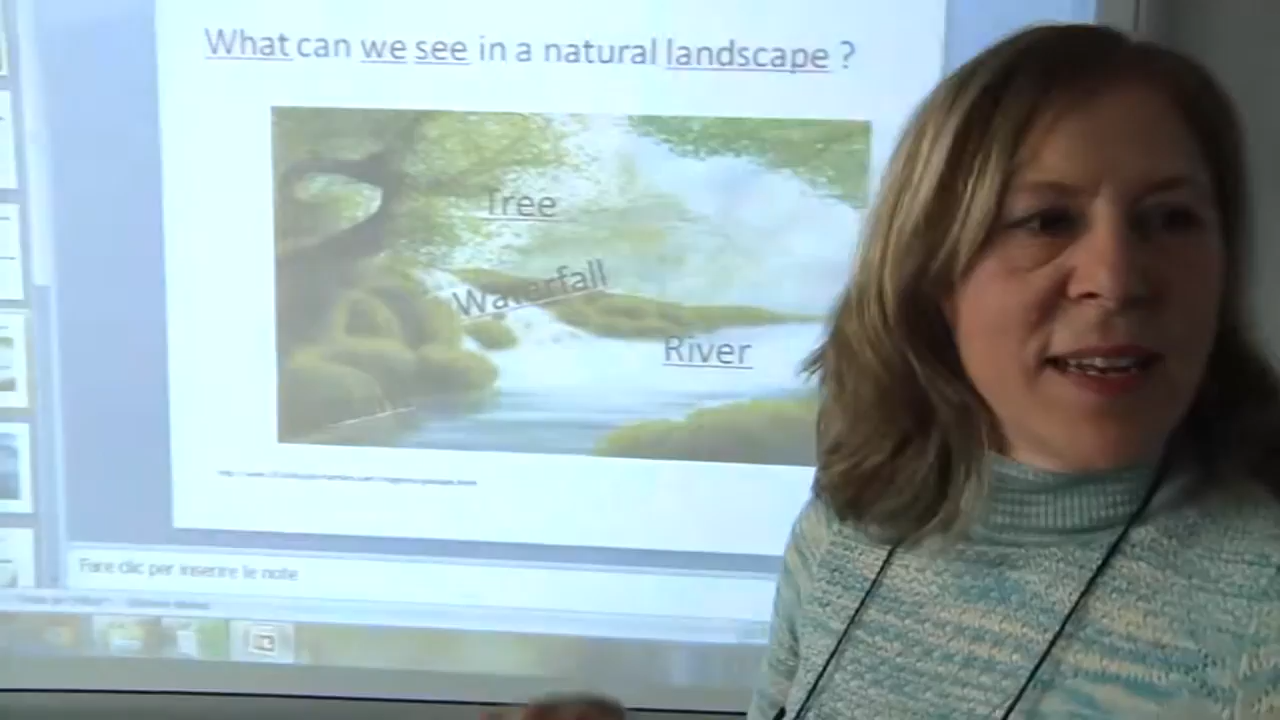 What can we see in a natural landscape ?
Tree
Waterfall
River
Fare clic per inserire le note